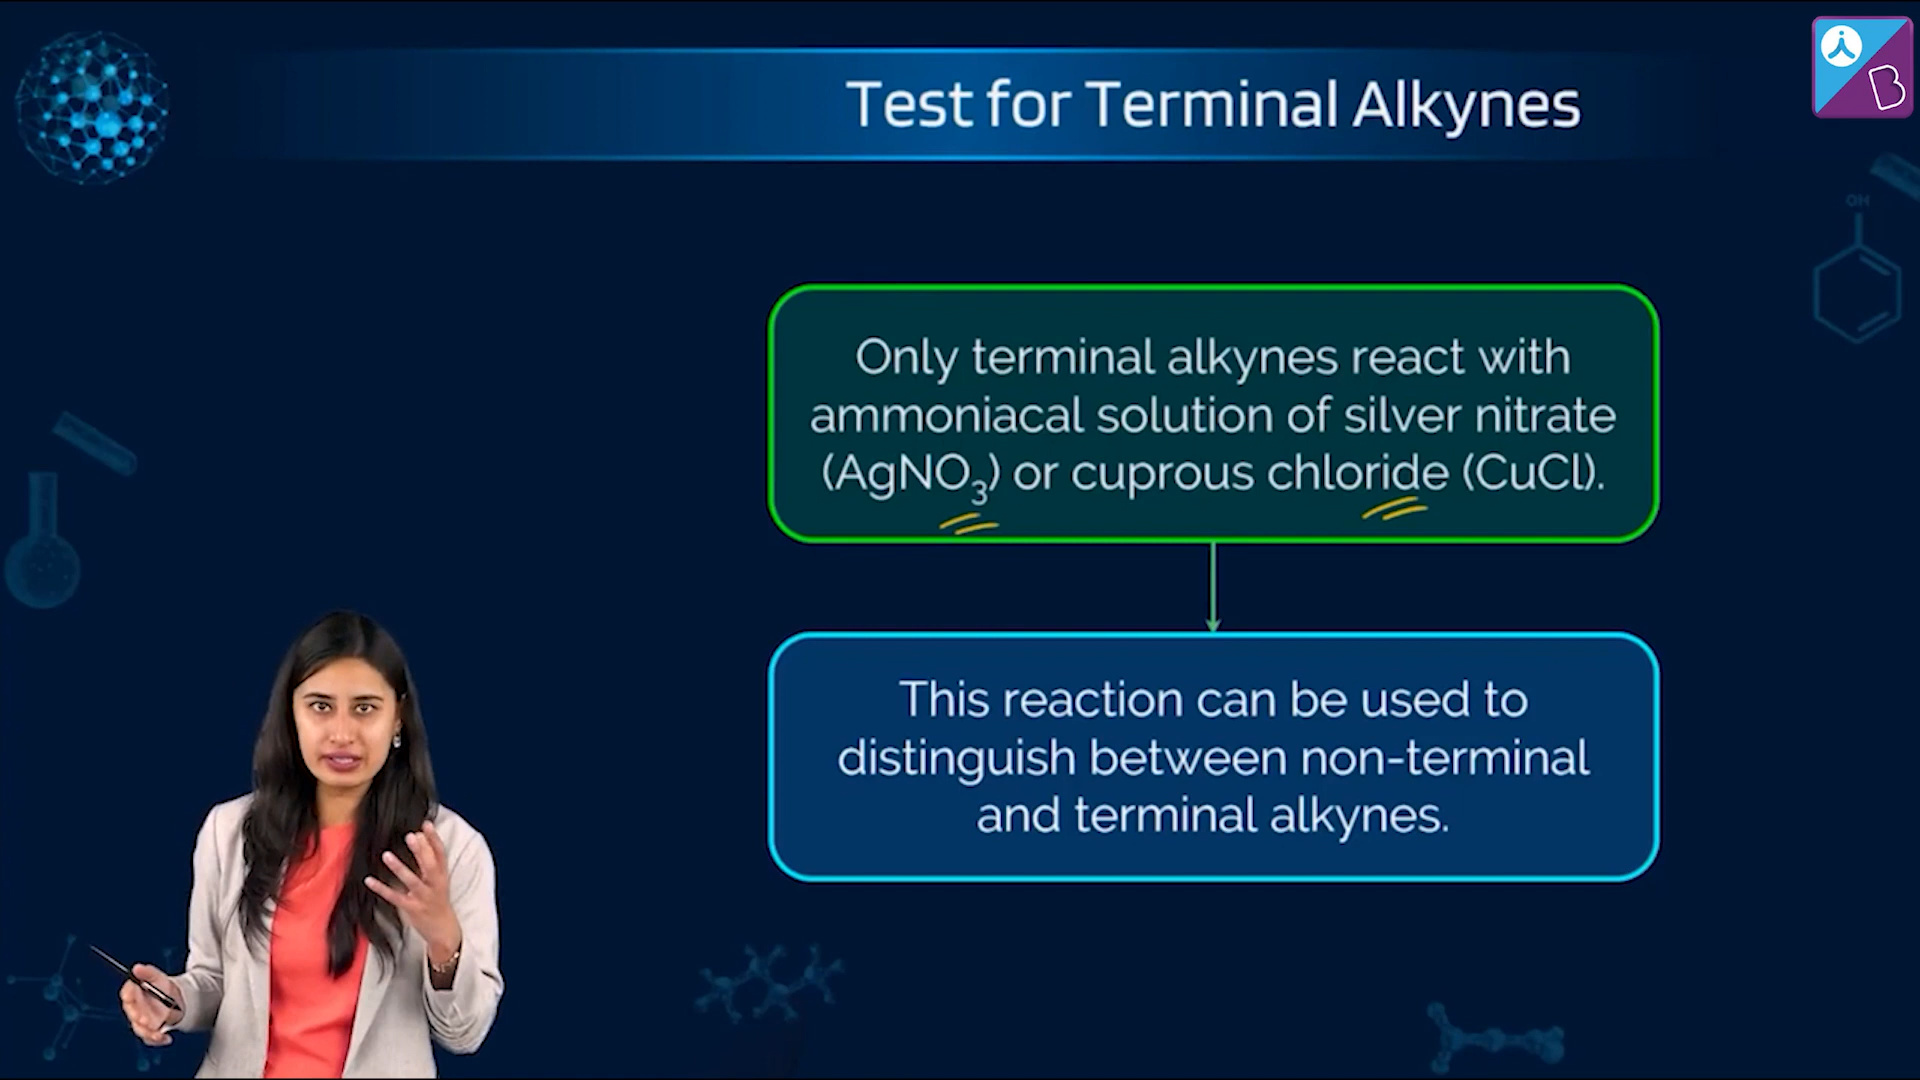 Test for Terminal Alkynes
OH
Only terminal alkynes react with
ammoniacal solution of silver nitrate
(AgNO₃) or cuprous chloride (CuCl).
This reaction can be used to
distinguish between non-terminal
and terminal alkynes.
B